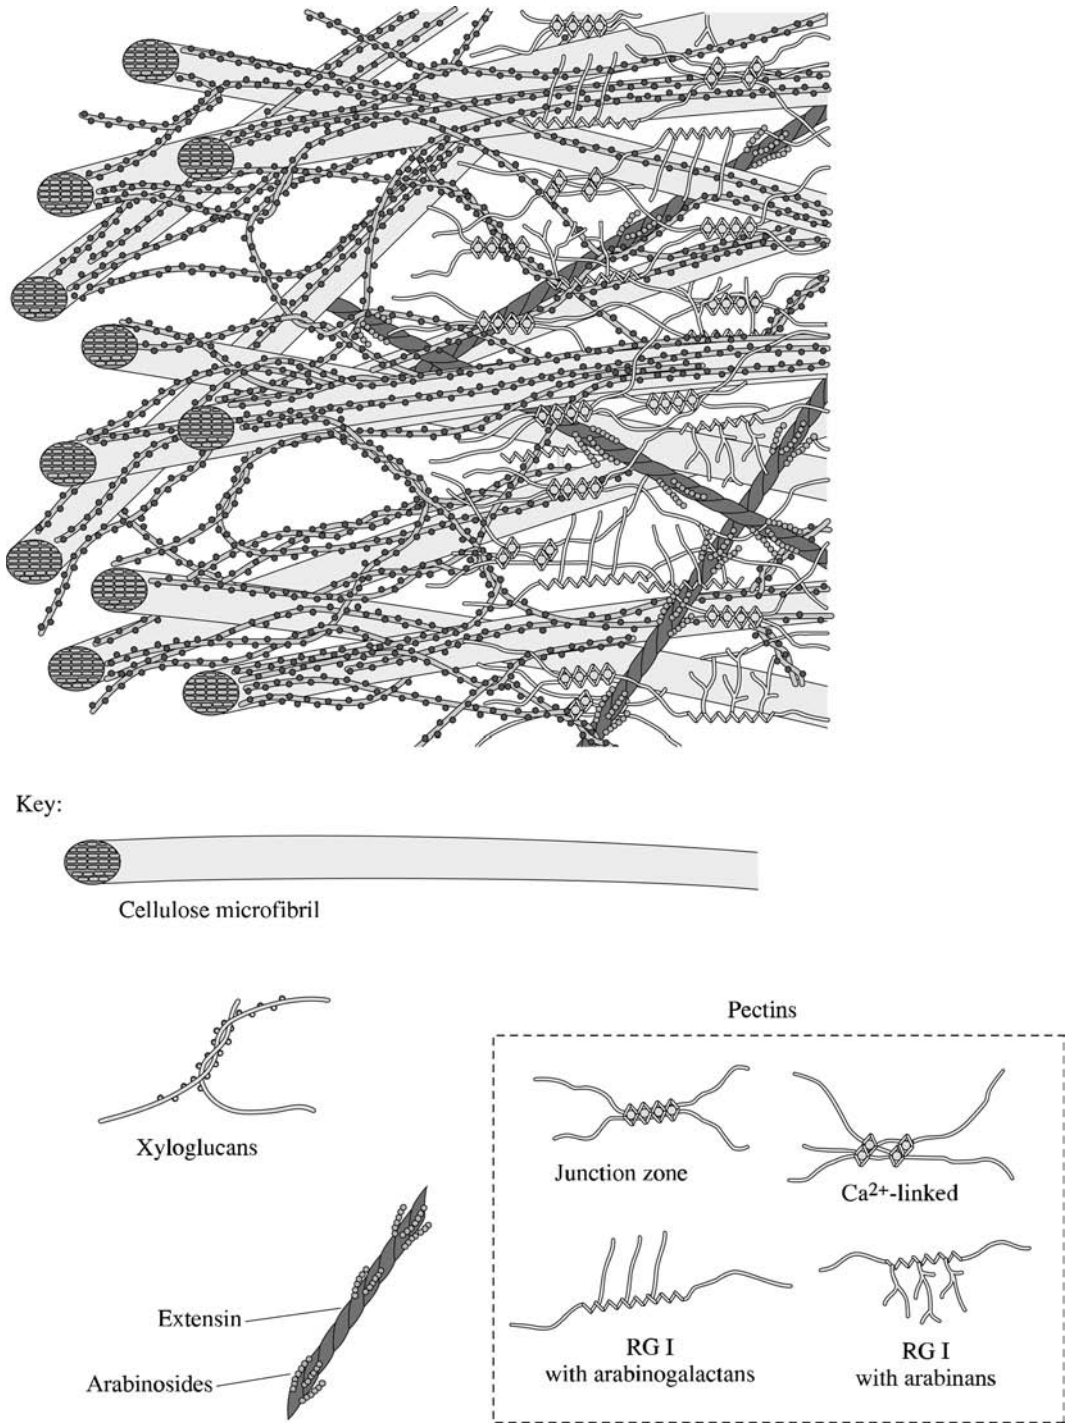 Key:
Cellulose microfibril
Xyloglucans
Extensin
Arabinosides
Pectins
Junction zone
Ca²⁺-linked
RG I
with arabinogalactans
RG I
with arabinans